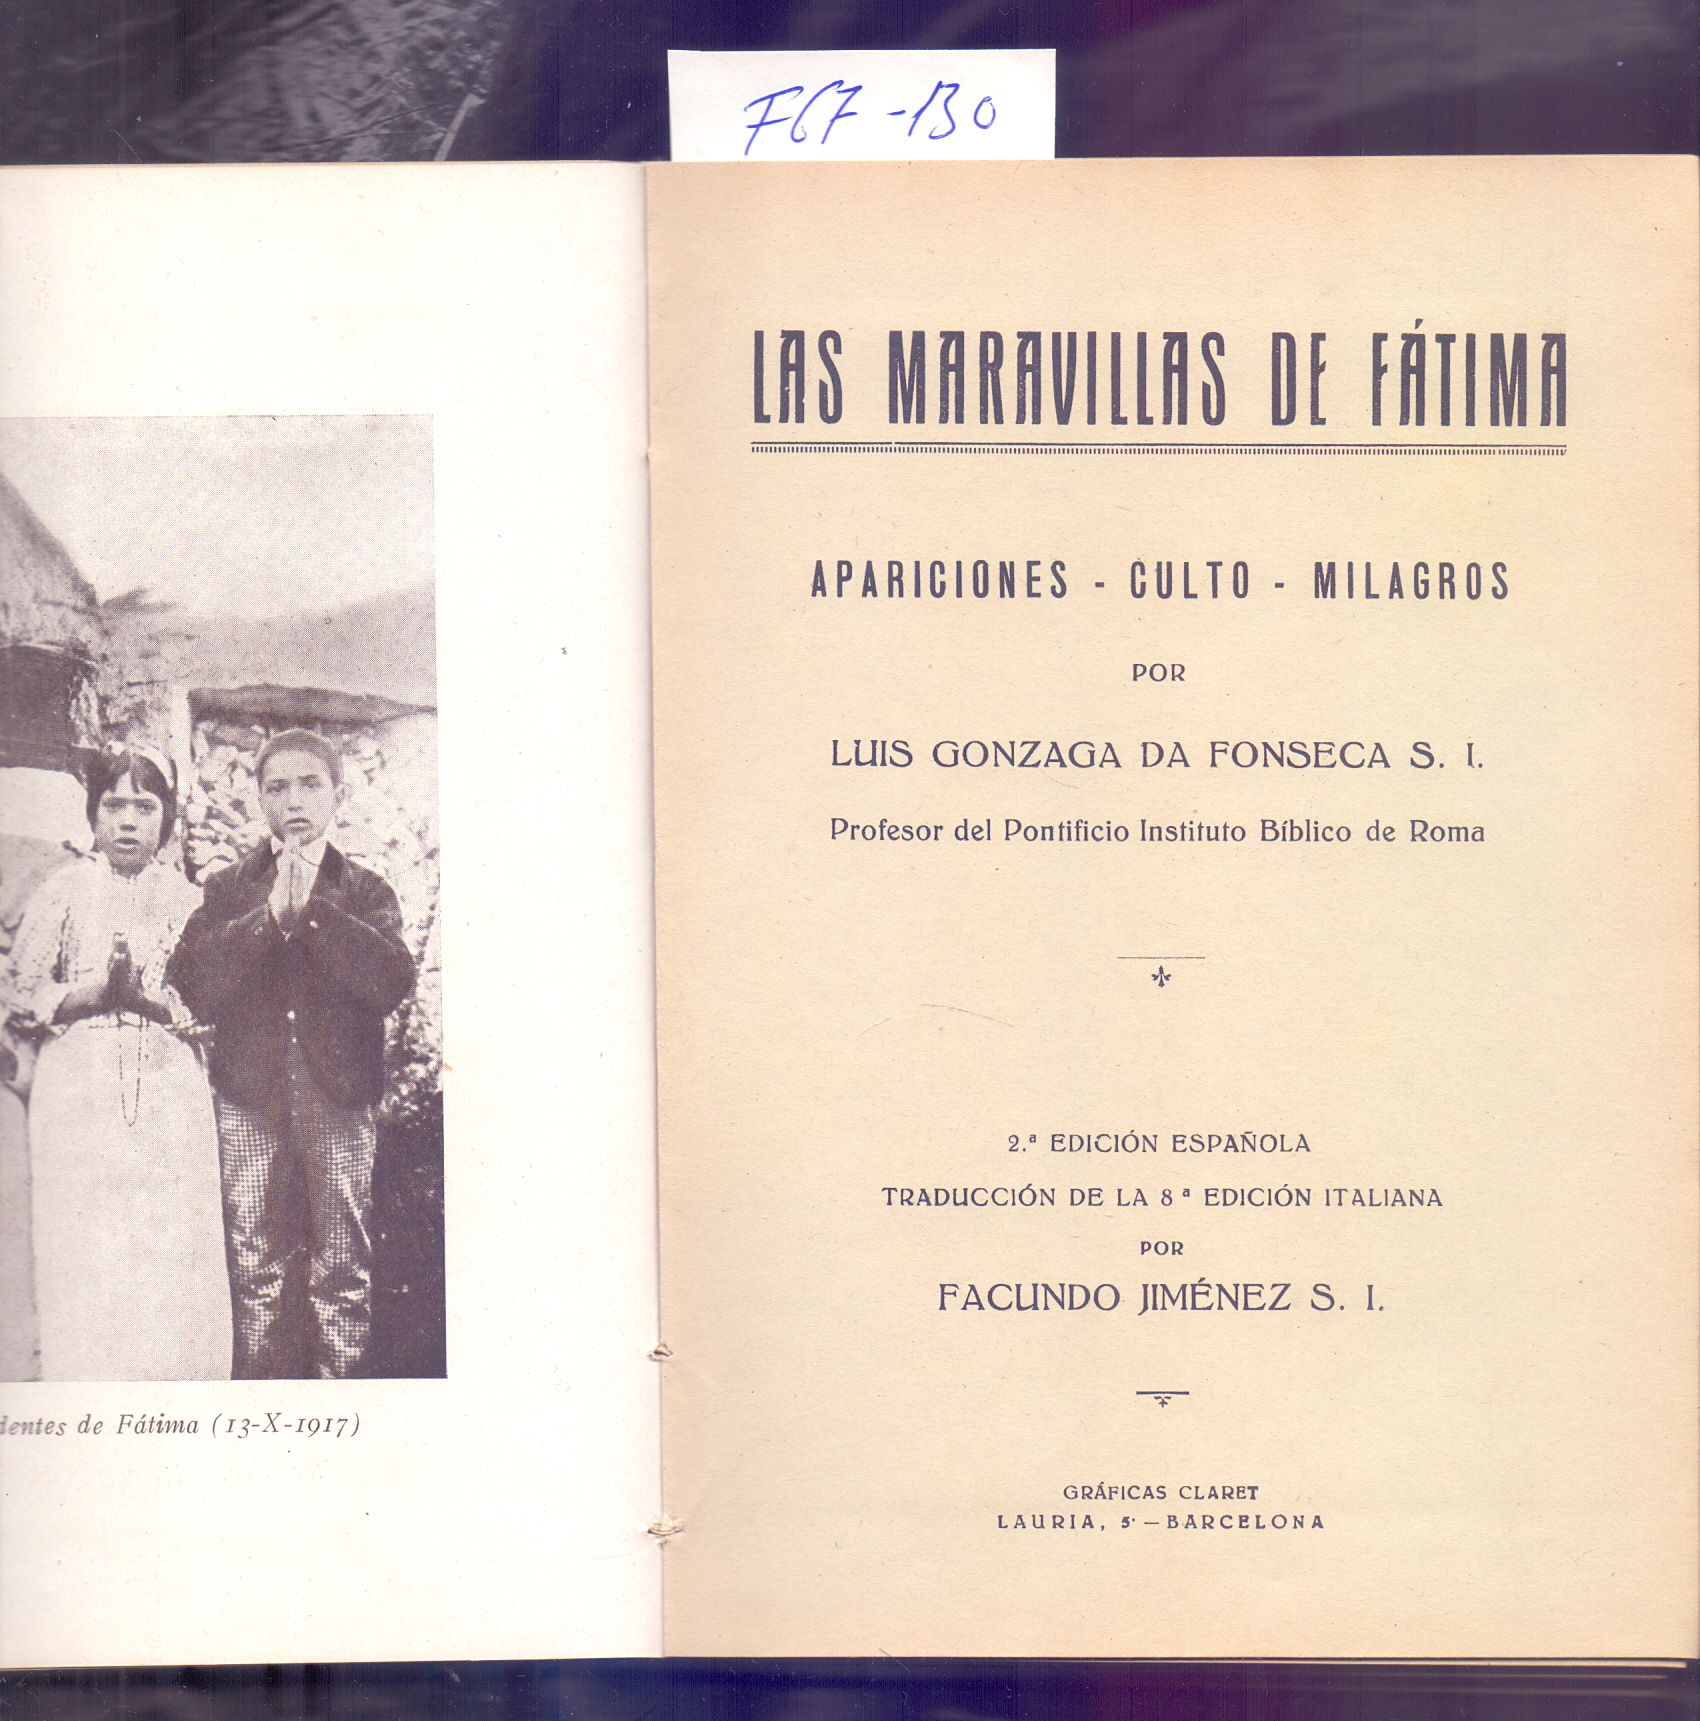 F67-130
LAS MARAVILLAS DE FÁTIMA
APARICIONES - CULTO - MILAGROS
POR
LUIS GONZAGA DA FONSECA S. I.
Profesor del Pontificio Instituto Bíblico de Roma
2.ª EDICIÓN ESPAÑOLA
TRADUCCIÓN DE LA 8ª EDICIÓN ITALIANA
POR
FACUNDO JIMÉNEZ S. I.
GRÁFICAS CLARET
LAURIA, 5·—BARCELONA
dentes de Fátima (13-X-1917)